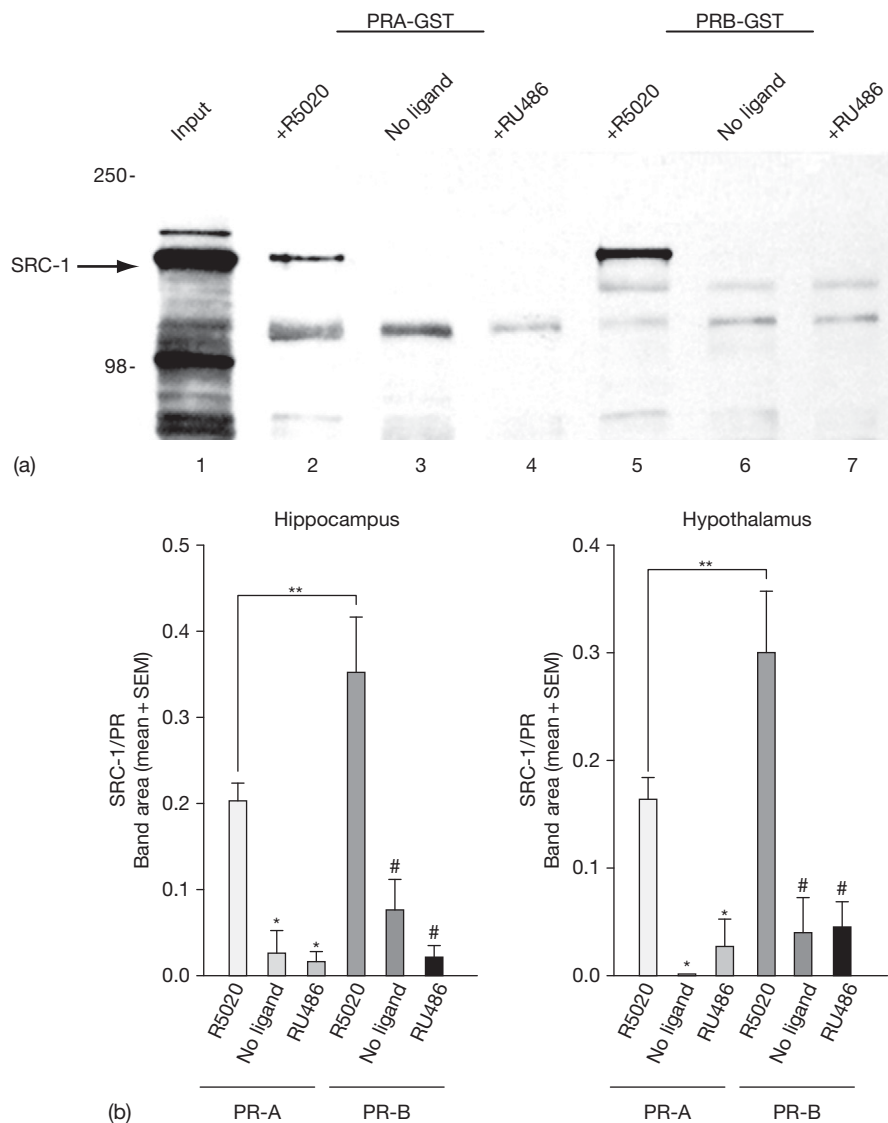 PRA-GST PRB-GST
Input +R5020 No ligand +RU486 +R5020 No ligand +RU486
250-
SRC-1
98-
(a) 1 2 3 4 5 6 7
Hippocampus
0.5
0.4
0.3
0.2
0.1
0.0
SRC-1/PR
Band area (mean + SEM)
**
* * # #
R5020 No ligand RU486 R5020 No ligand RU486
PR-A PR-B
Hypothalamus
0.4
0.3
0.2
0.1
0.0
SRC-1/PR
Band area (mean + SEM)
**
* * # #
R5020 No ligand RU486 R5020 No ligand RU486
PR-A PR-B
(b)